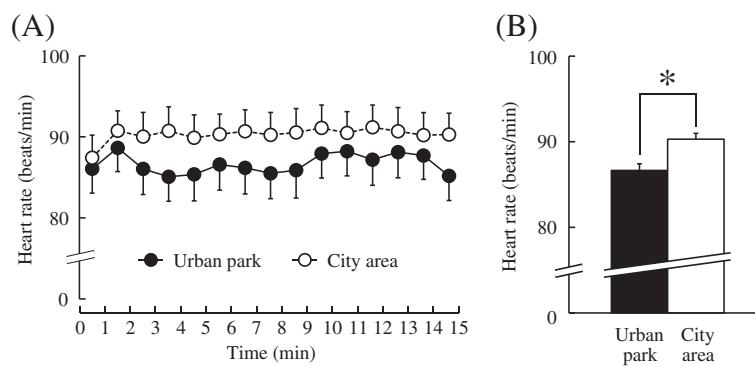 (A)
100
90
80
0
Heart rate (beats/min)
Urban park
City area
0 1 2 3 4 5 6 7 8 9 10 11 12 13 14 15
Time (min)
(B)
100
90
80
0
Heart rate (beats/min)
*
Urban
park
City
area